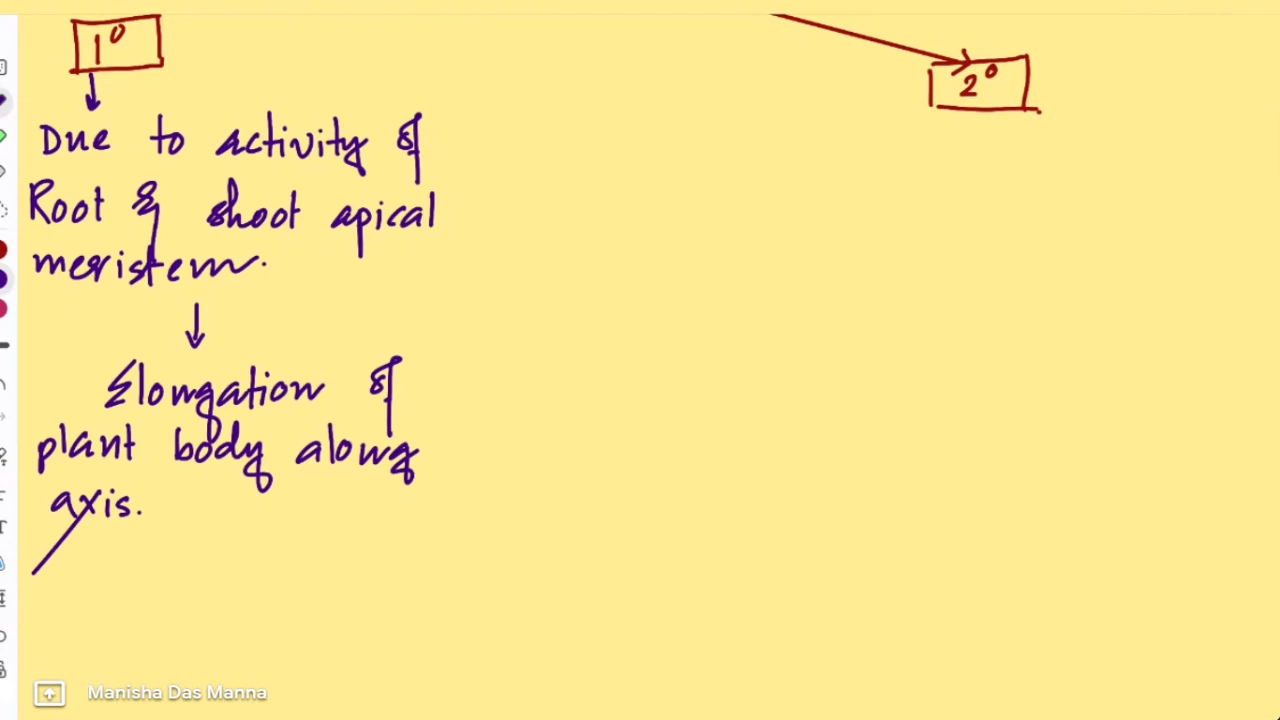 1°
2°
Due to activity of
Root & shoot apical
meristem.
Elongation of
plant body along
axis.
Manisha Das Manna